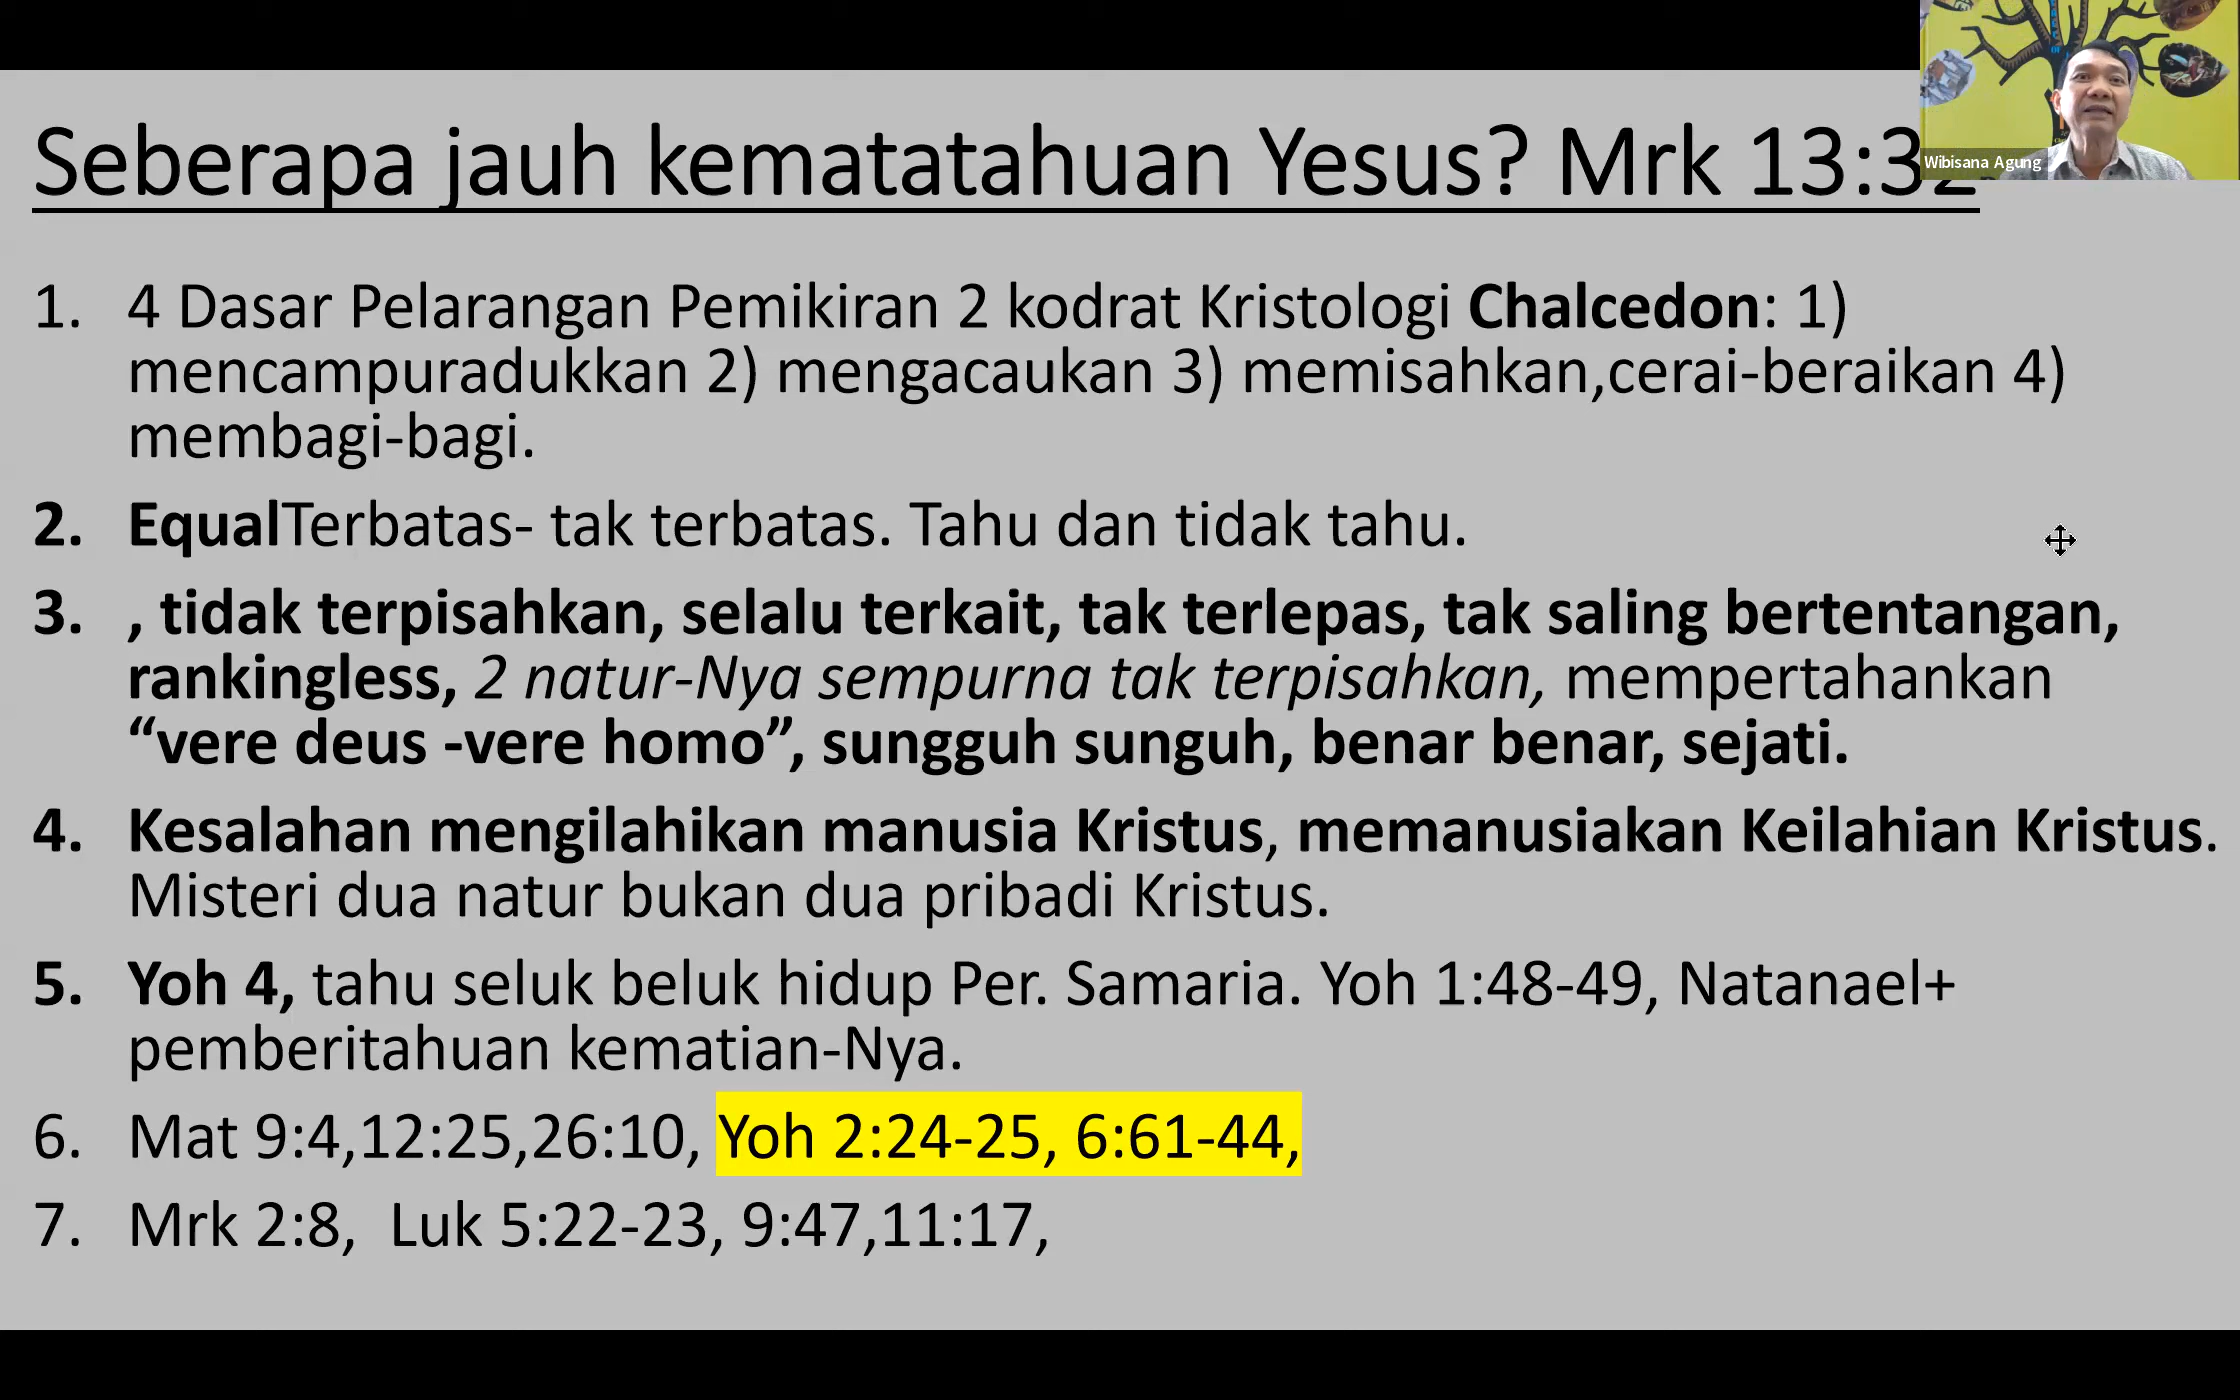 Seberapa jauh kematatahuan Yesus? Mrk 13:32
Wibisana Agung
1. 4 Dasar Pelarangan Pemikiran 2 kodrat Kristologi Chalcedon: 1)
mencampuradukkan 2) mengacaukan 3) memisahkan,cerai-beraikan 4)
membagi-bagi.
2. EqualTerbatas- tak terbatas. Tahu dan tidak tahu.
3. , tidak terpisahkan, selalu terkait, tak terlepas, tak saling bertentangan,
rankingless, 2 natur-Nya sempurna tak terpisahkan, mempertahankan
“vere deus -vere homo”, sungguh sunguh, benar benar, sejati.
4. Kesalahan mengilahikan manusia Kristus, memanusiakan Keilahian Kristus.
Misteri dua natur bukan dua pribadi Kristus.
5. Yoh 4, tahu seluk beluk hidup Per. Samaria. Yoh 1:48-49, Natanael+
pemberitahuan kematian-Nya.
6. Mat 9:4,12:25,26:10, Yoh 2:24-25, 6:61-44,
7. Mrk 2:8,  Luk 5:22-23, 9:47,11:17,